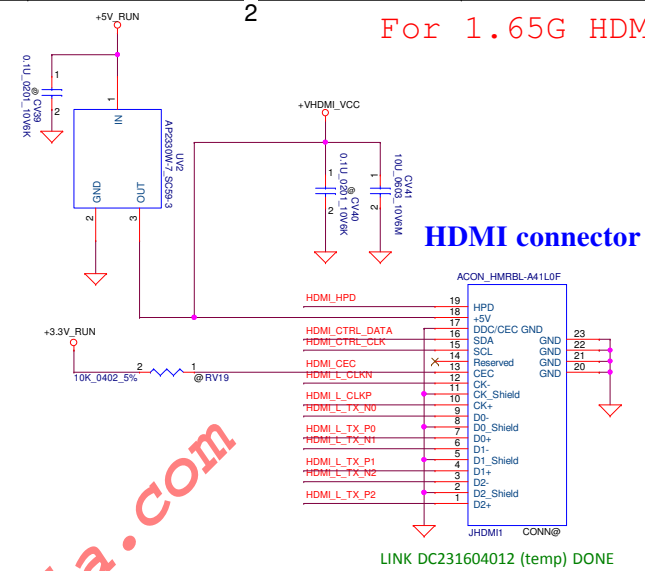 2
+5V_RUN
For 1.65G HDM
0.1U_0201_10V6K
@ CV39
1
2
1
IN
GND
OUT
2
3
UV2
AP2330W-7_SC59-3
+VHDMI_VCC
1
2
0.1U_0201_10V6K
@ CV40
1
2
10U_0603_10V6M
CV41
HDMI connector
ACON_HMRBL-A41L0F
+3.3V_RUN
10K_0402_5%
2
1
@ RV19
HDMI_HPD 19 HPD
18 +5V
17 DDC/CEC GND
HDMI_CTRL_DATA 16 SDA GND 23
HDMI_CTRL_CLK 15 SCL GND 22
14 Reserved GND 21
HDMI_CEC 13 CEC GND 20
HDMI_L_CLKN 12 CK-
11 CK_Shield
HDMI_L_CLKP 10 CK+
HDMI_L_TX_N0 9 D0-
8 D0_Shield
HDMI_L_TX_P0 7 D0+
HDMI_L_TX_N1 6 D1-
5 D1_Shield
HDMI_L_TX_P1 4 D1+
HDMI_L_TX_N2 3 D2-
2 D2_Shield
HDMI_L_TX_P2 1 D2+
JHDMI1 CONN@
LINK DC231604012 (temp) DONE
a.com